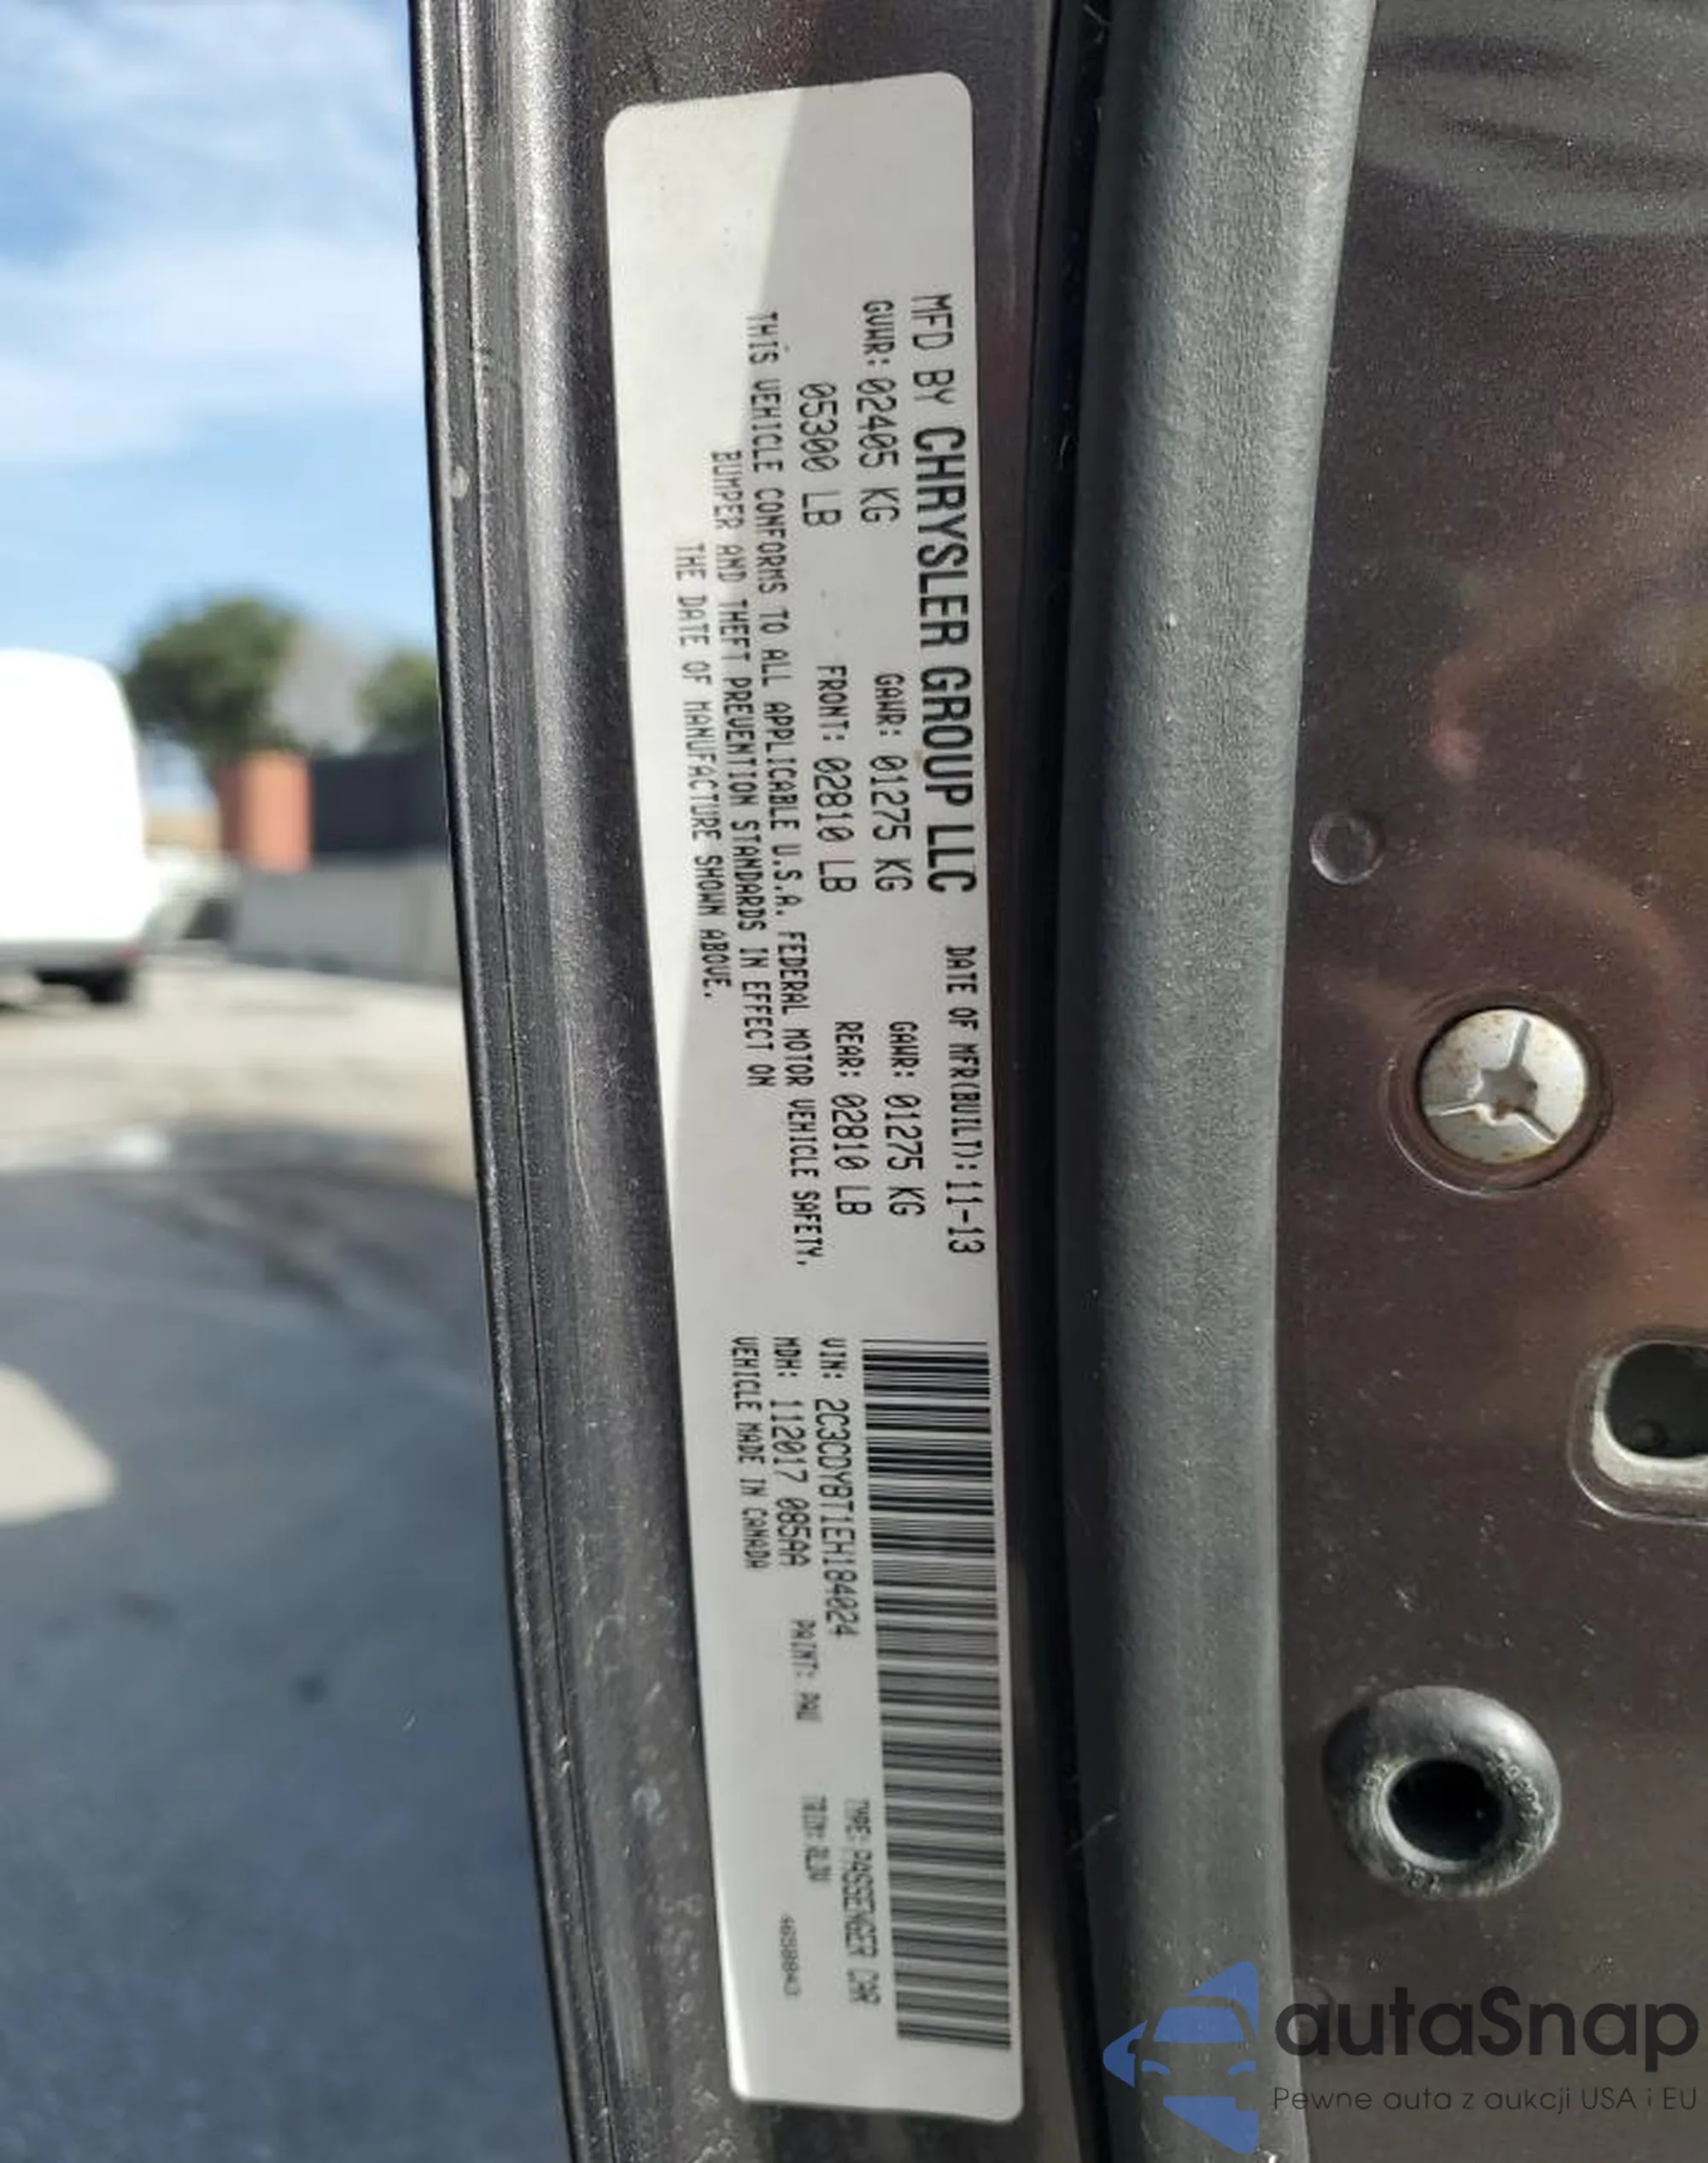 MFD BY CHRYSLER GROUP LLC DATE OF MFR(BUILT): 11-13
GVWR: 02405 KG GAWR: 01275 KG GAWR: 01275 KG
05300 LB FRONT: 02810 LB REAR: 02810 LB
THIS VEHICLE CONFORMS TO ALL APPLICABLE U.S.A. FEDERAL MOTOR VEHICLE SAFETY,
BUMPER AND THEFT PREVENTION STANDARDS IN EFFECT ON
THE DATE OF MANUFACTURE SHOWN ABOVE.
VIN: 2C3CDYBT1EH184024 TYPE: PASSENGER CAR
MDH: 112017 085AA PAINT: PAU TRIM:
VEHICLE MADE IN CANADA
autaSnap
Pewne auta z aukcji USA i EU